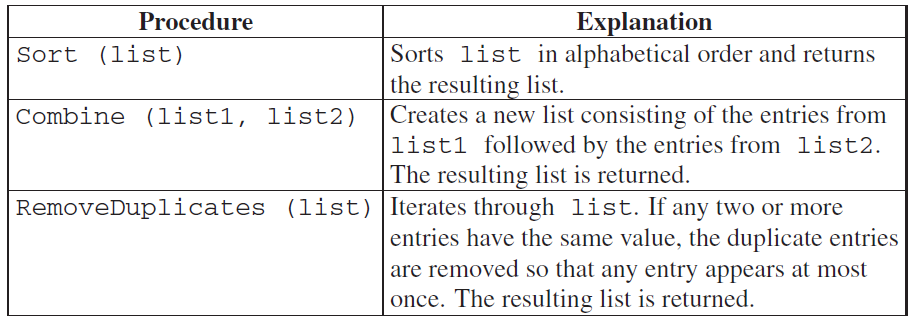 Procedure Explanation
Sort (list) Sorts list in alphabetical order and returns
the resulting list.
Combine (list1, list2) Creates a new list consisting of the entries from
list1 followed by the entries from list2.
The resulting list is returned.
RemoveDuplicates (list) Iterates through list. If any two or more
entries have the same value, the duplicate entries
are removed so that any entry appears at most
once. The resulting list is returned.